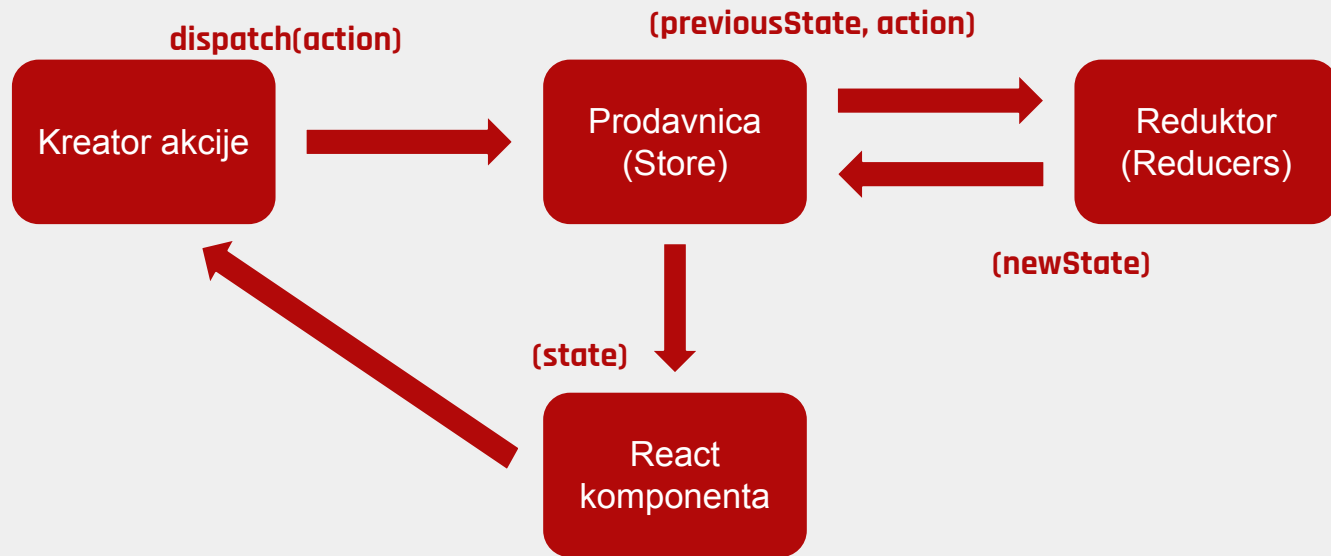 dispatch(action)
(previousState, action)
Kreator akcije
Prodavnica
(Store)
Reduktor
(Reducers)
(newState)
(state)
React
komponenta